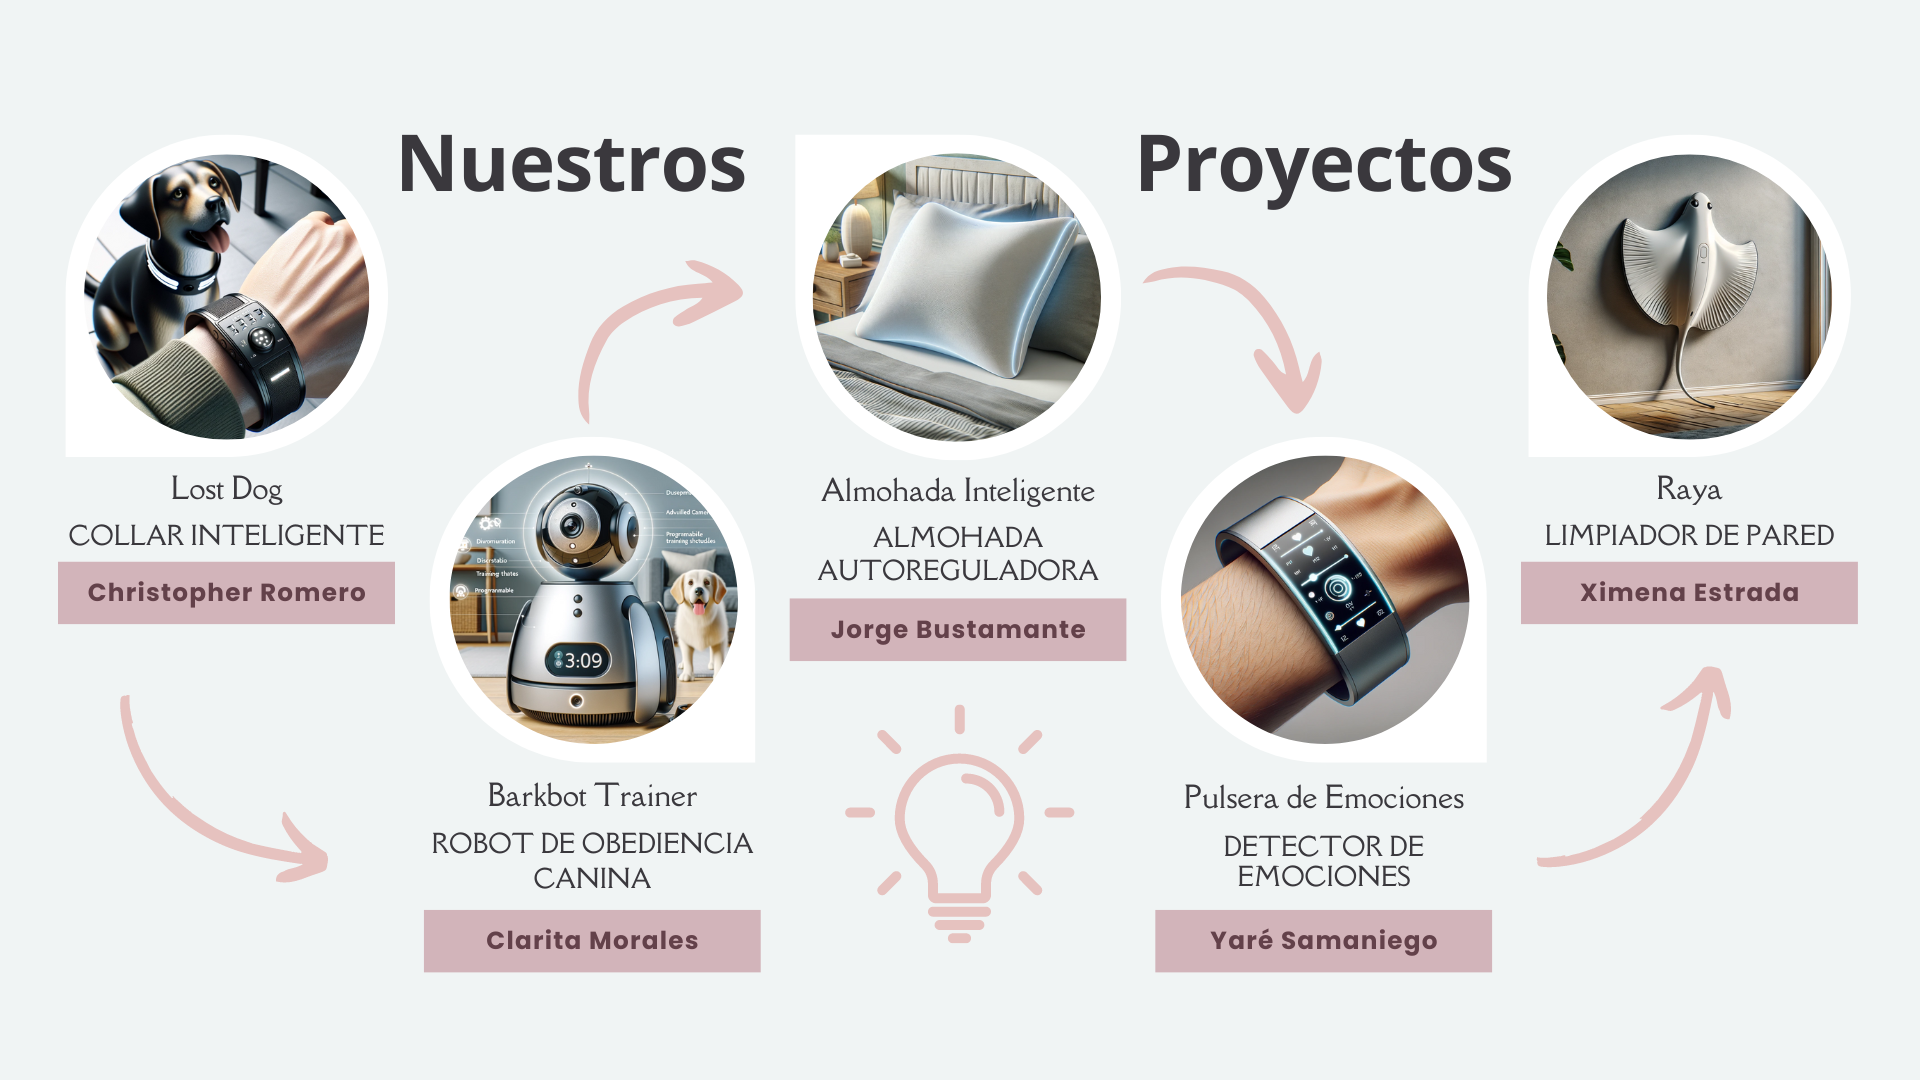 Nuestros Proyectos
Lost Dog
COLLAR INTELIGENTE
Christopher Romero
3:09
Barkbot Trainer
ROBOT DE OBEDIENCIA
CANINA
Clarita Morales
Almohada Inteligente
ALMOHADA
AUTOREGULADORA
Jorge Bustamante
Pulsera de Emociones
DETECTOR DE
EMOCIONES
Yaré Samaniego
Raya
LIMPIADOR DE PARED
Ximena Estrada